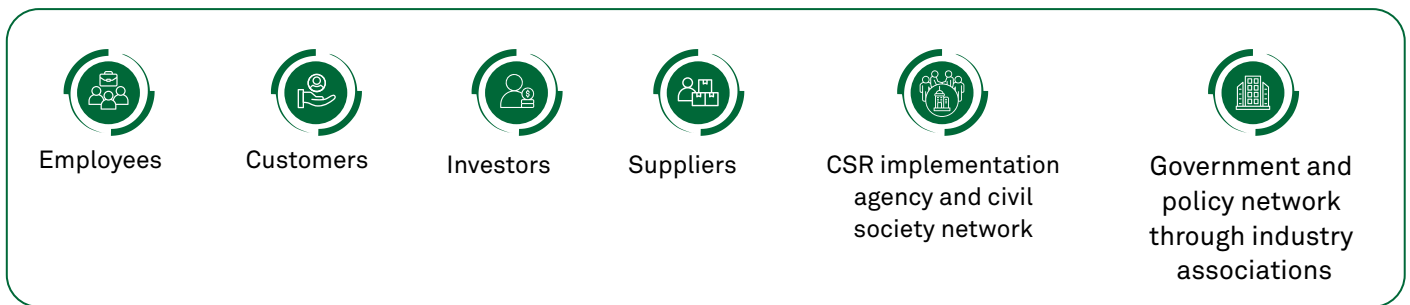 Employees
Customers
Investors
Suppliers
CSR implementation
agency and civil
society network
Government and
policy network
through industry
associations